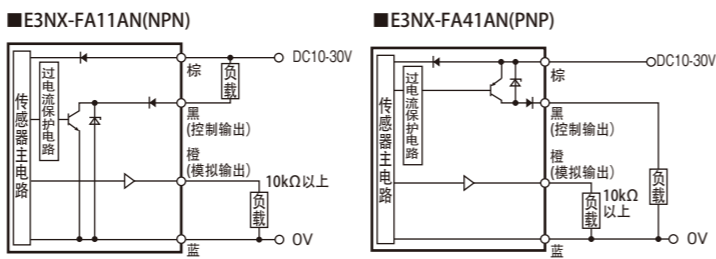 ■E3NX-FA11AN(NPN)
传感器主电路
过电流保护电路
棕
负载
DC10-30V
黑
(控制输出)
橙
(模拟输出)
10kΩ以上
负载
蓝
0V
■E3NX-FA41AN(PNP)
传感器主电路
过电流保护电路
棕
DC10-30V
黑
(控制输出)
橙
(模拟输出)
负载
10kΩ
以上
负载
蓝
0V